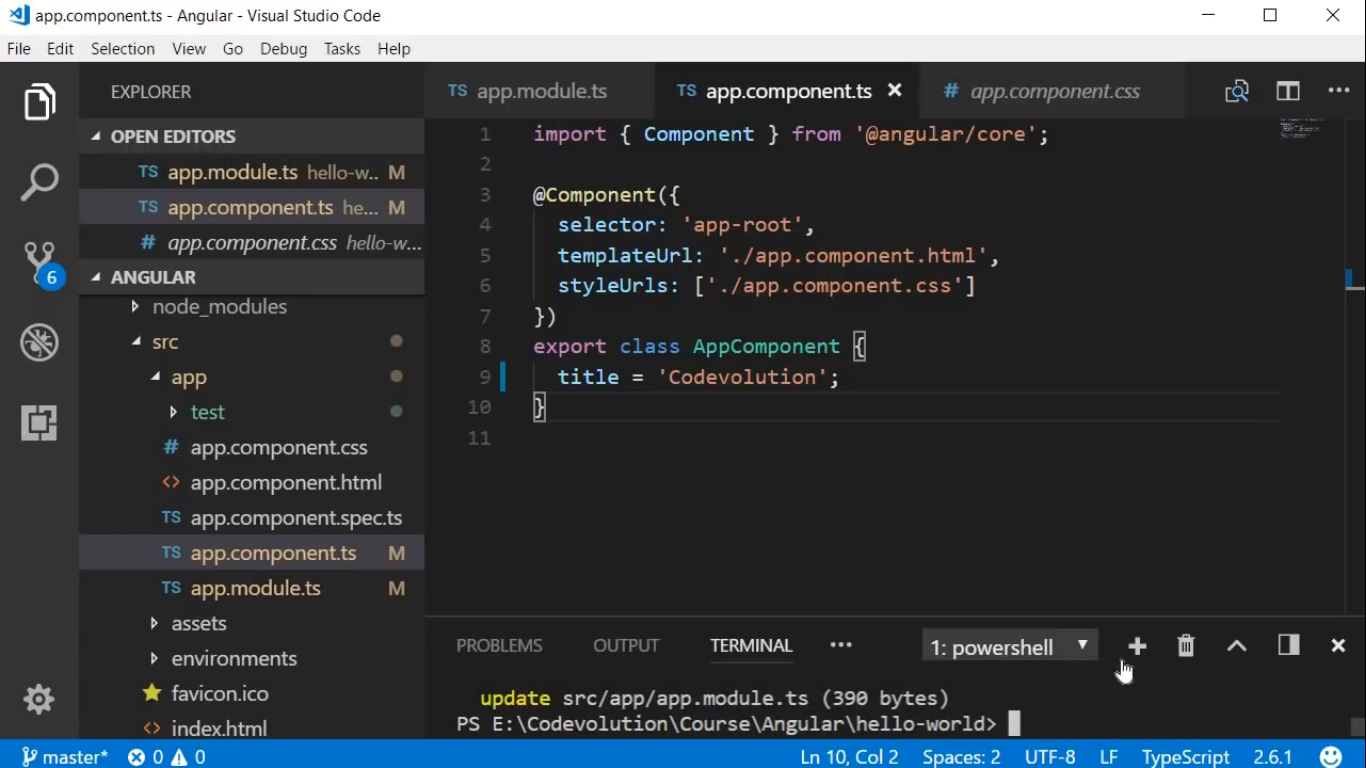 app.component.ts - Angular - Visual Studio Code
File Edit Selection View Go Debug Tasks Help
EXPLORER
OPEN EDITORS
TS app.module.ts hello-w.. M
TS app.component.ts he... M
# app.component.css hello-w...
6
ANGULAR
node_modules
src
app
test
# app.component.css
<> app.component.html
TS app.component.spec.ts
TS app.component.ts M
TS app.module.ts M
assets
environments
favicon.ico
<> index.html
TS app.module.ts TS app.component.ts # app.component.css
1 import { Component } from '@angular/core';
2
3 @Component({
4 selector: 'app-root',
5 templateUrl: './app.component.html',
6 styleUrls: ['./app.component.css']
7 })
8 export class AppComponent {
9 title = 'Codevolution';
10 }
11
PROBLEMS OUTPUT TERMINAL ••• 1: powershell
update src/app/app.module.ts (390 bytes)
PS E:\Codevolution\Course\Angular\hello-world>
master* 0 0 Ln 10, Col 2 Spaces: 2 UTF-8 LF TypeScript 2.6.1